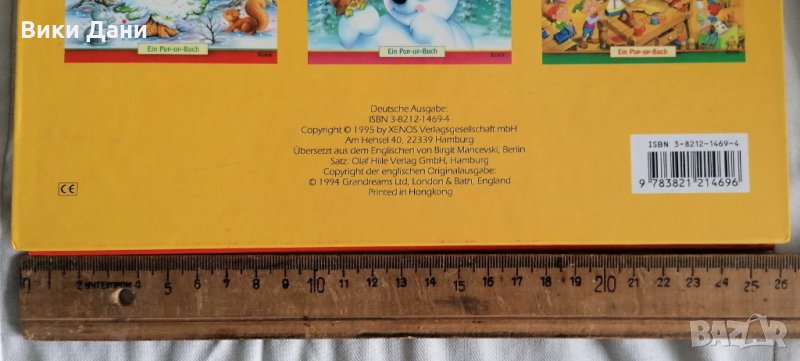 Вики Дани
Ein Pop-up-Buch
Ein Pop-up-Buch
Ein Pop-up-Buch
Deutsche Ausgabe:
ISBN 3-8212-1469-4
Copyright © 1995 by XENOS Verlagsgesellschaft mbH
Am Hensel 40, 22339 Hamburg
Übersetzt aus dem Englischen von Birgit Mancevski, Berlin
Satz: Olaf Hille Verlag GmbH, Hamburg
Copyright der englischen Originalausgabe:
© 1994 Grandreams Ltd, London & Bath, England
Printed in Hongkong
CE
ISBN 3-8212-1469-4
9 783821 214696
0 2 УЧТЕХПРОМ 4 5 6 7 8 9 10 11 12 13 14 15 16 17 18 19 20 21 22 23 24 25 26
BAZAR